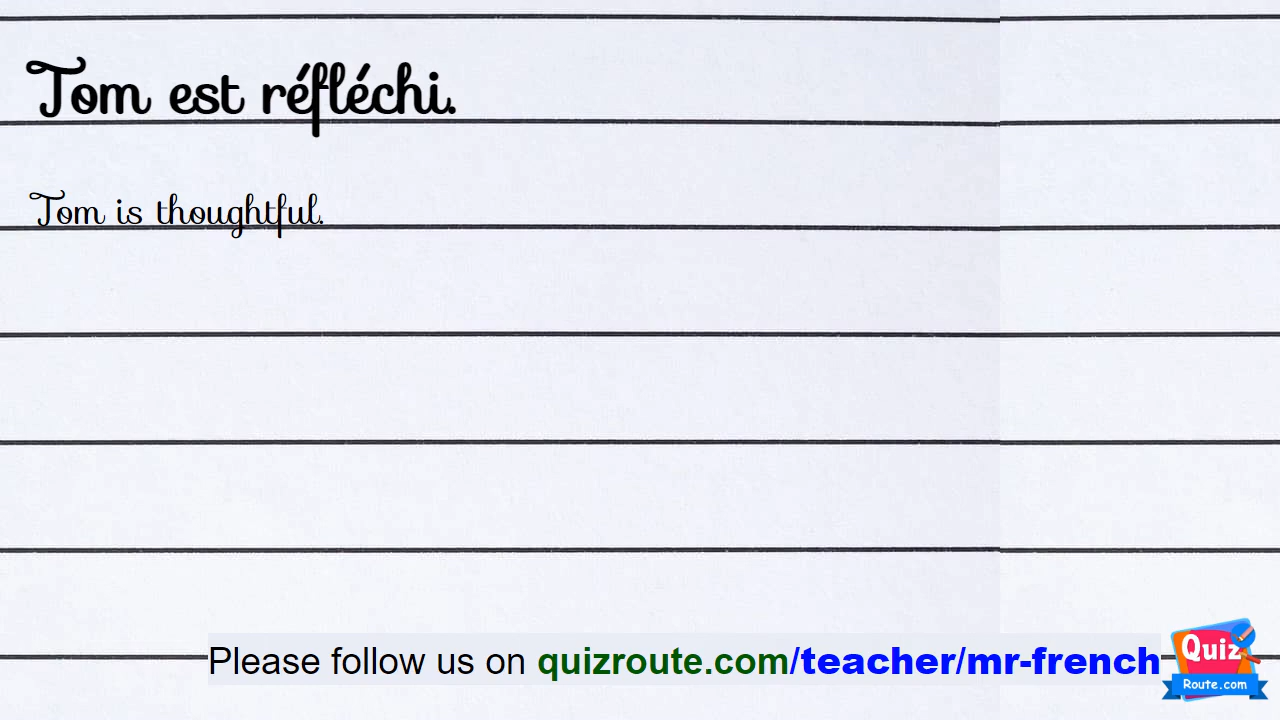 Tom est réfléchi.
Tom is thoughtful.
Please follow us on quizroute.com/teacher/mr-french
Quiz
Route.com